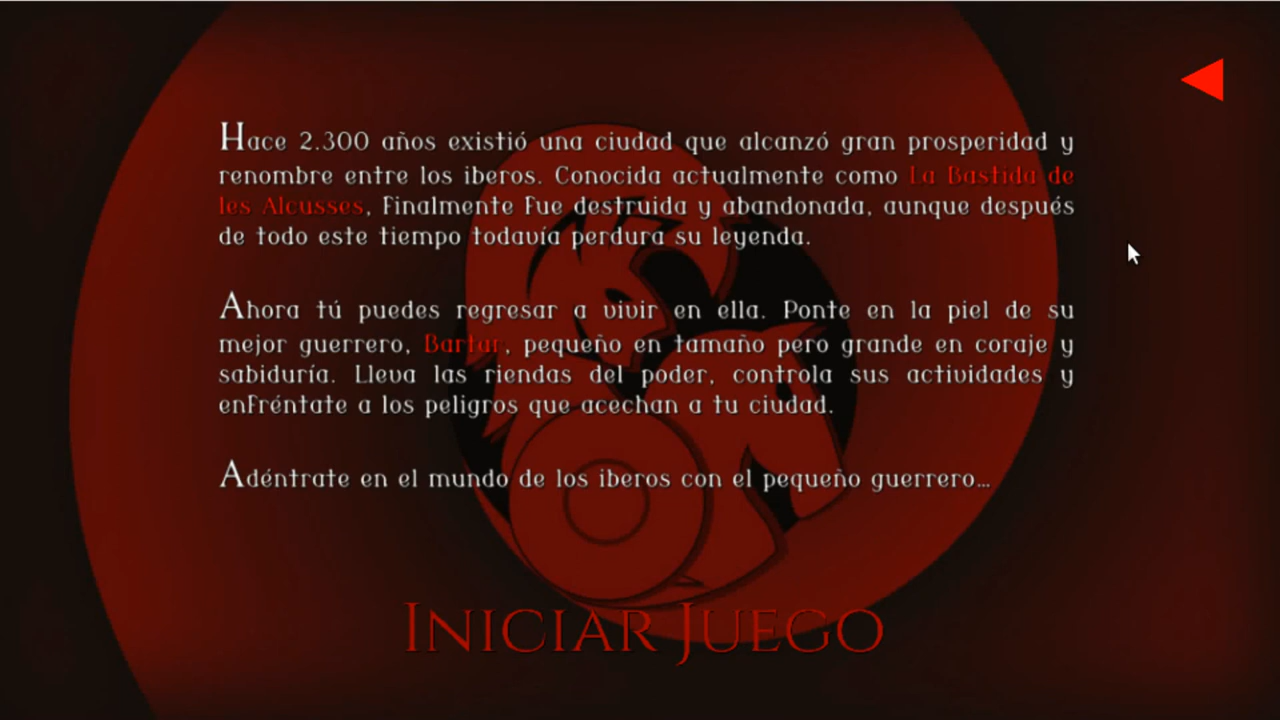 Hace 2.300 años existió una ciudad que alcanzó gran prosperidad y
renombre entre los iberos. Conocida actualmente como La Bastida de
les Alcusses, finalmente fue destruida y abandonada, aunque después
de todo este tiempo todavía perdura su leyenda.
Ahora tú puedes regresar a vivir en ella. Ponte en la piel de su
mejor guerrero, Bartar, pequeño en tamaño pero grande en coraje y
sabiduría. Lleva las riendas del poder, controla sus actividades y
enfréntate a los peligros que acechan a tu ciudad.
Adéntrate en el mundo de los iberos con el pequeño guerrero...
INICIAR JUEGO